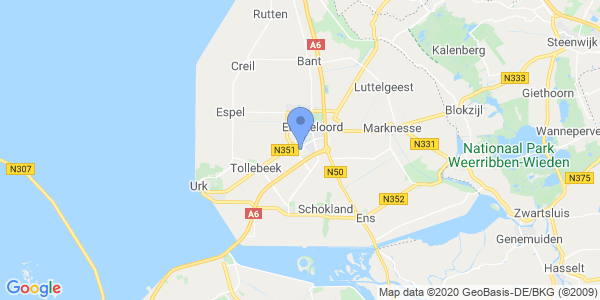 Rutten
A6
Bant
Kalenberg
Steenwijk
Creil
N333
Luttelgeest
Giethoorn
Blokzijl
Espel
Emmeloord
Marknesse
Wanneperve
N331
Nationaal Park
Weerribben-Wieden
N351
Tollebeek
N307
N50
N375
Urk
N352
Schokland
A6
Ens
Zwartsluis
Genemuiden
Hasselt
Google
Map data ©2020 GeoBasis-DE/BKG (©2009)